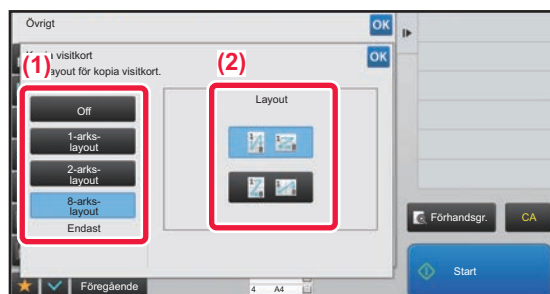 Övrigt
OK
Kopia visitkort
OK
(1)
ayout för kopia visitkort.
(2)
Layout
Off
1-arks-
layout
2-arks-
layout
8-arks-
layout
Endast
Förhandsgr.
CA
Start
Föregående
4 A4